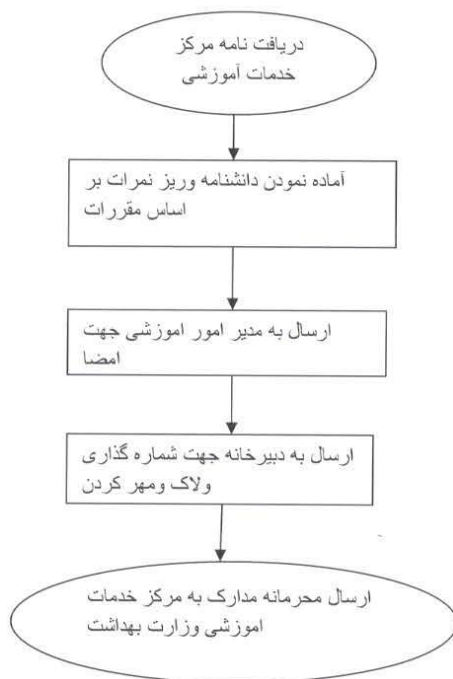 دریافت نامه مرکز
خدمات آموزشی
آماده نمودن دانشنامه وریز نمرات بر
اساس مقررات
ارسال به مدیر امور اموزشی جهت
امضا
ارسال به دبیرخانه جهت شماره گذاری
ولاک ومهر کردن
ارسال محرمانه مدارک به مرکز خدمات
اموزشی وزارت بهداشت